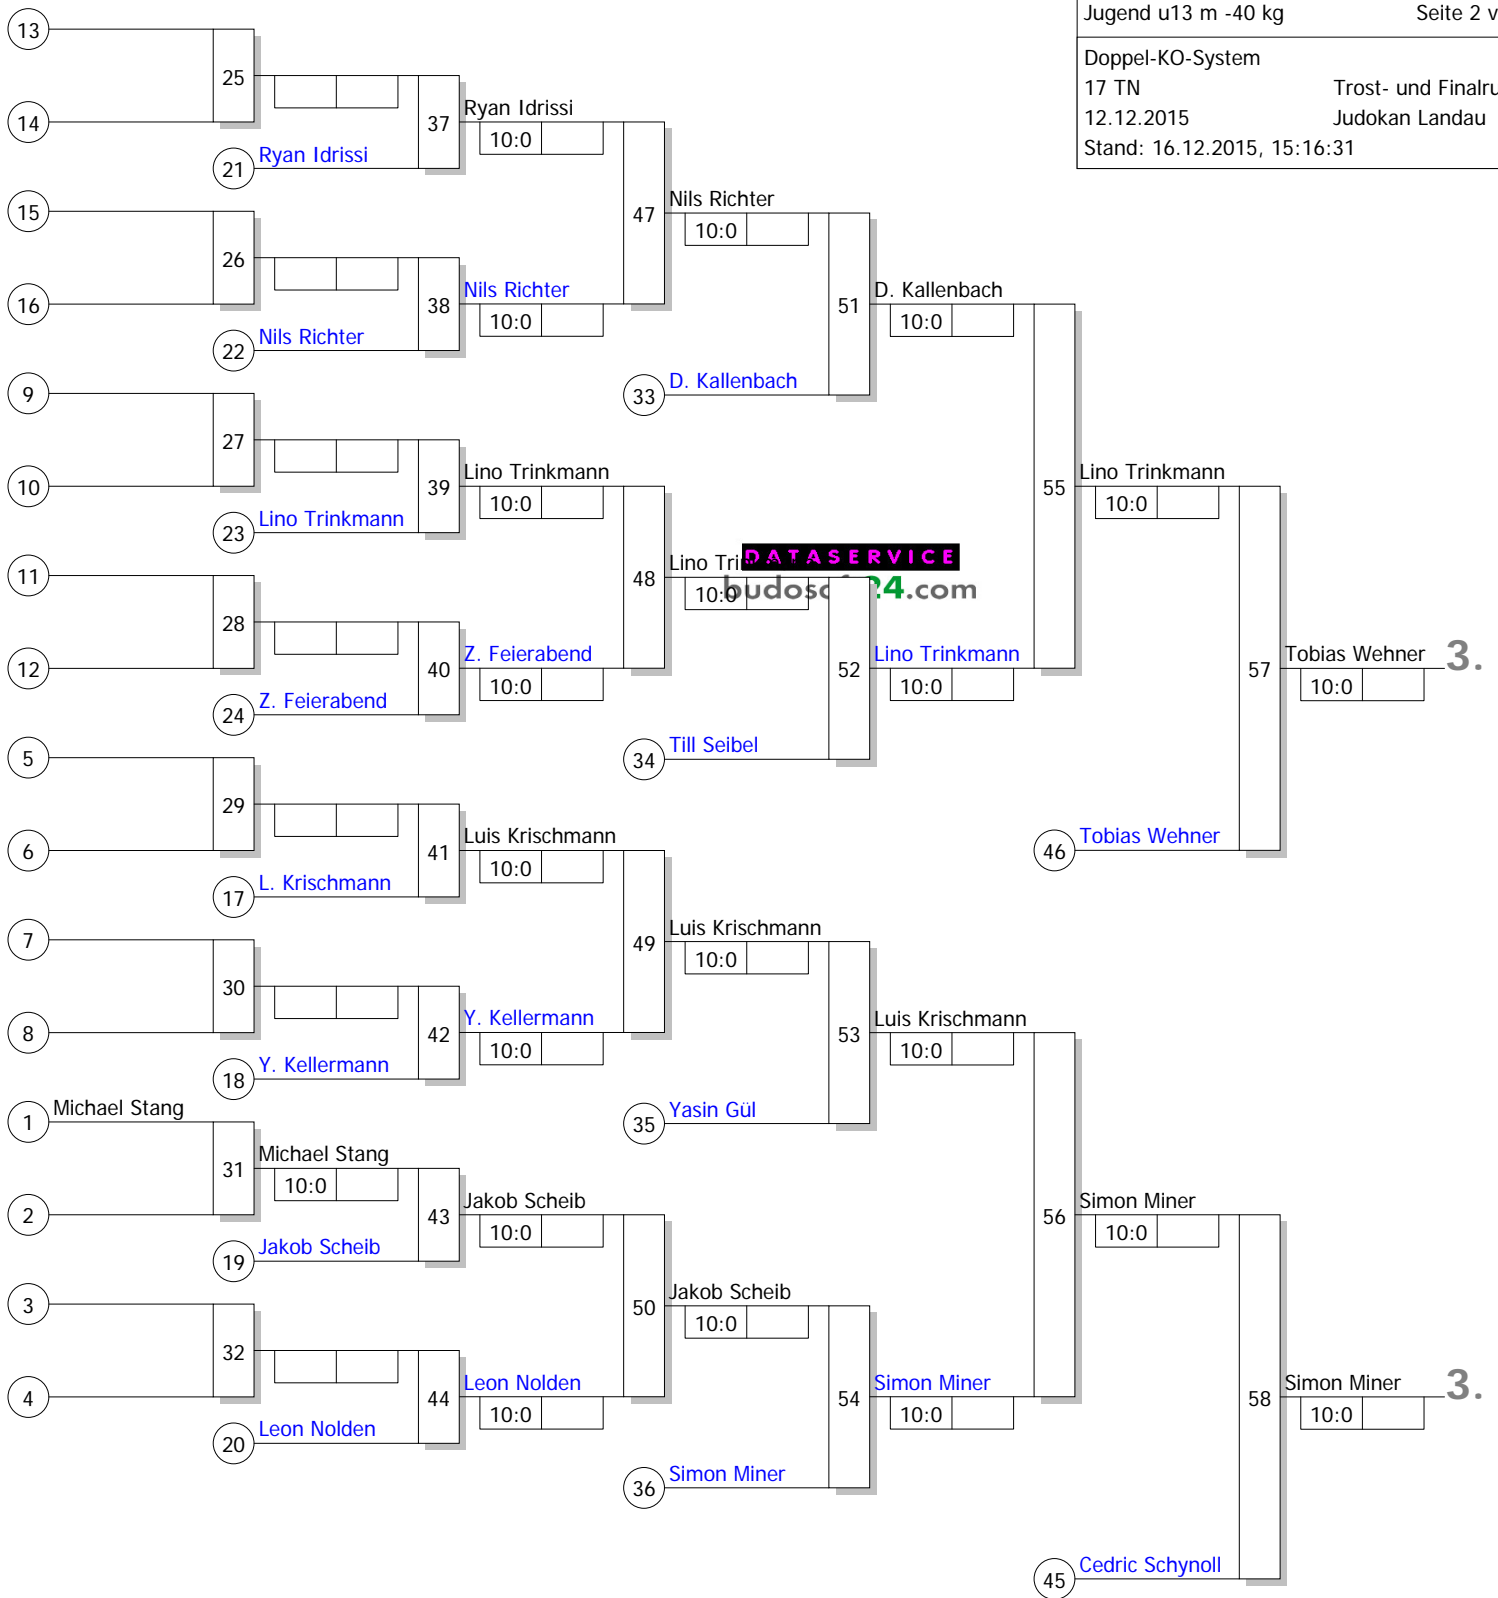 Jugend u13 m -40 kg Seite 2 v
Doppel-KO-System
17 TN Trost- und Finalru
12.12.2015 Judokan Landau
Stand: 16.12.2015, 15:16:31
13
25
14
37
Ryan Idrissi
10:0
21 Ryan Idrissi
15
47
Nils Richter
10:0
26
16
38
Nils Richter
10:0
22 Nils Richter
51
D. Kallenbach
10:0
33 D. Kallenbach
9
27
10
39
Lino Trinkmann
10:0
23 Lino Trinkmann
55
Lino Trinkmann
10:0
11
48
Lino Tri
10:0
DATASERVICE
24.com
28
12
40
Z. Feierabend
10:0
24 Z. Feierabend
52
Lino Trinkmann
10:0
34 Till Seibel
57
Tobias Wehner 3.
10:0
5
29
6
41
Luis Krischmann
10:0
17 L. Krischmann
46 Tobias Wehner
7
49
Luis Krischmann
10:0
30
8
42
Y. Kellermann
10:0
18 Y. Kellermann
53
Luis Krischmann
10:0
35 Yasin Gül
1 Michael Stang
31
Michael Stang
10:0
2
43
Jakob Scheib
10:0
19 Jakob Scheib
56
Simon Miner
10:0
3
50
Jakob Scheib
10:0
32
4
44
Leon Nolden
10:0
20 Leon Nolden
54
Simon Miner
10:0
36 Simon Miner
58
Simon Miner 3.
10:0
45 Cedric Schynoll